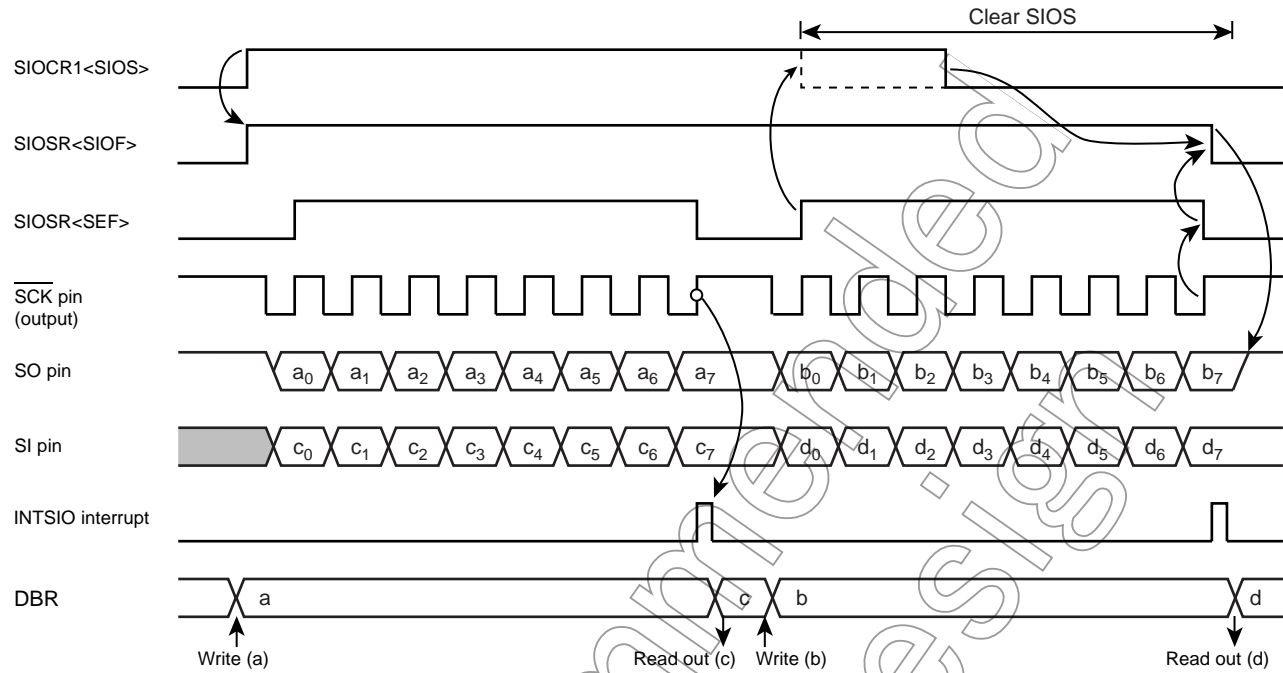 Clear SIOS
SIOCR1<SIOS>
SIOSR<SIOF>
SIOSR<SEF>
SCK pin
(output)
SO pin a0 a1 a2 a3 a4 a5 a6 a7 b0 b1 b2 b3 b4 b5 b6 b7
SI pin c0 c1 c2 c3 c4 c5 c6 c7 d0 d1 d2 d3 d4 d5 d6 d7
INTSIO interrupt
DBR a c b d
Write (a) Read out (c) Write (b) Read out (d)